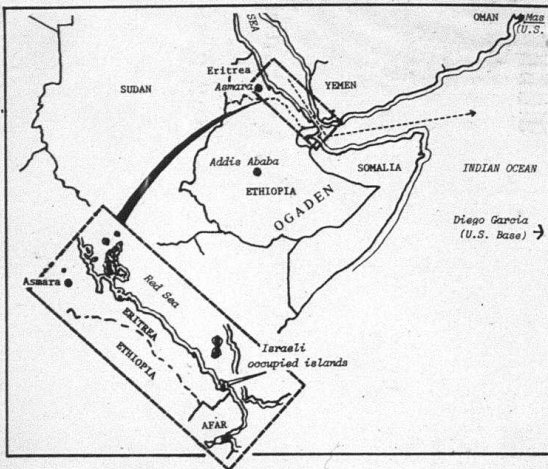 SEA
OMAN
Mas
(U.S.
Eritrea
Asmara
YEMEN
SUDAN
Addis Ababa
ETHIOPIA
SOMALIA
INDIAN OCEAN
OGADEN
Diego Garcia
(U.S. Base)
Red Sea
Asmara
ERITREA
ETHIOPIA
Israeli
occupied islands
AFAR